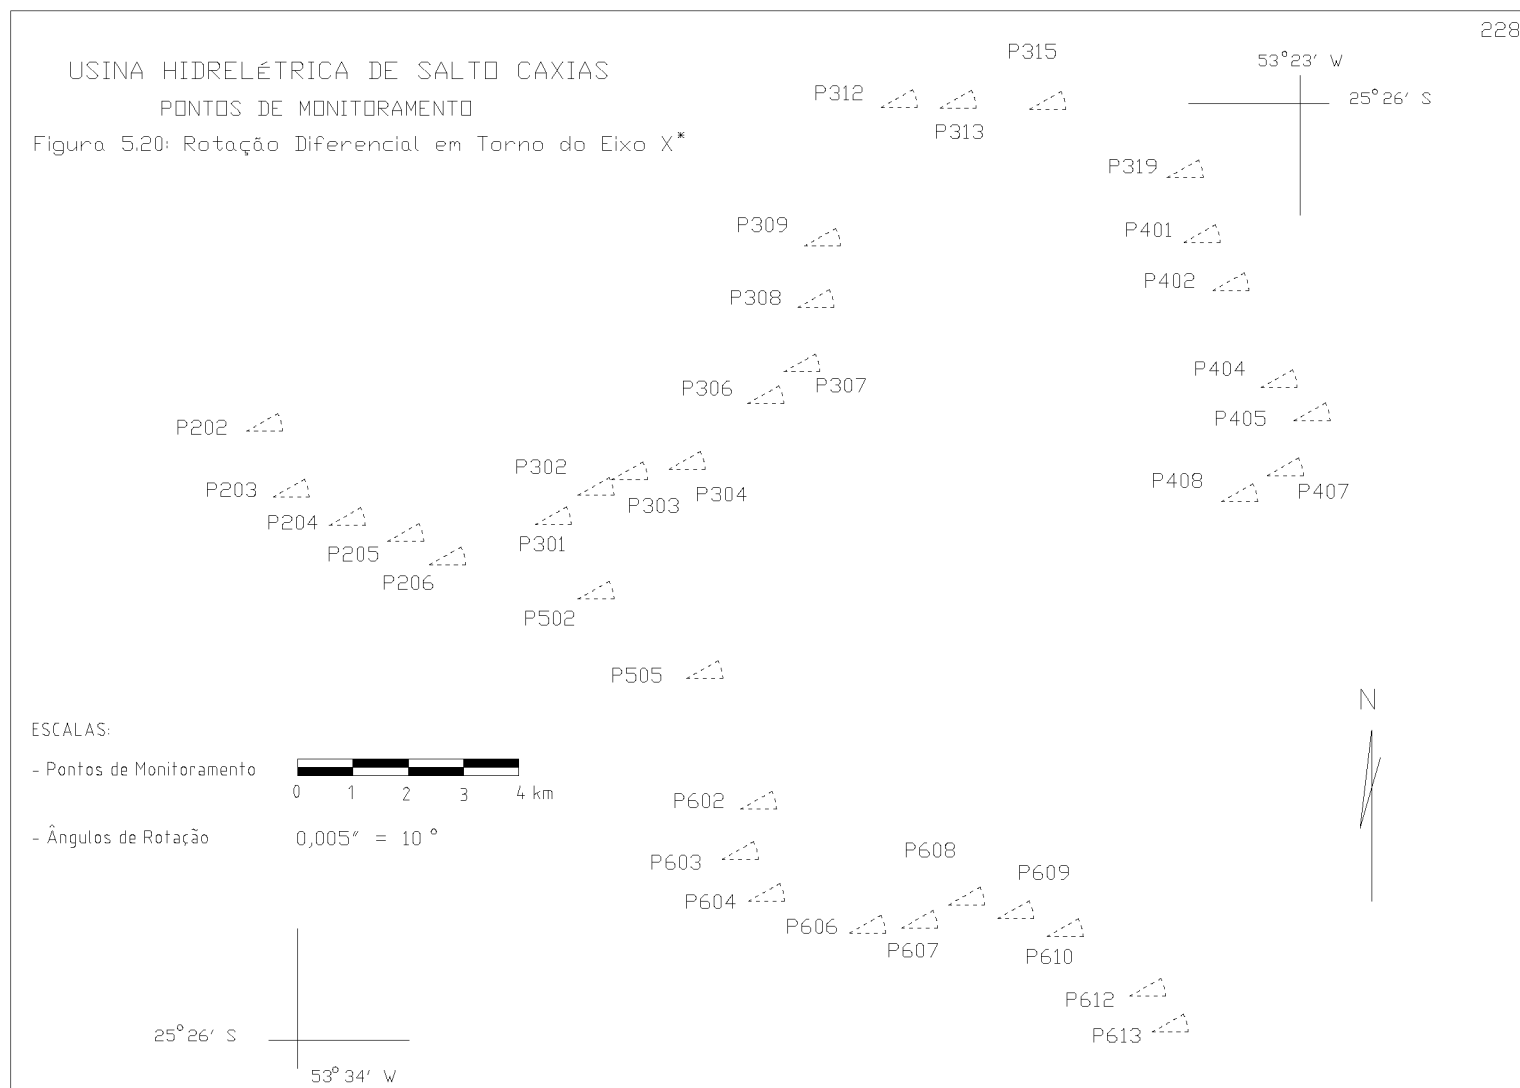 228
USINA HIDRELÉTRICA DE SALTO CAXIAS
PONTOS DE MONITORAMENTO
Figura 5.20: Rotação Diferencial em Torno do Eixo X*
P315
53°23′ W
P312
25°26′ S
P313
P319
P309
P401
P402
P308
P404
P307
P306
P405
P202
P302
P408
P203
P304
P407
P303
P204
P301
P205
P206
P502
P505
N
ESCALAS:
- Pontos de Monitoramento
0 1 2 3 4 km
P602
- Ângulos de Rotação 0,005″ = 10°
P608
P603
P609
P604
P606
P607
P610
P612
25°26′ S
P613
53°34′ W